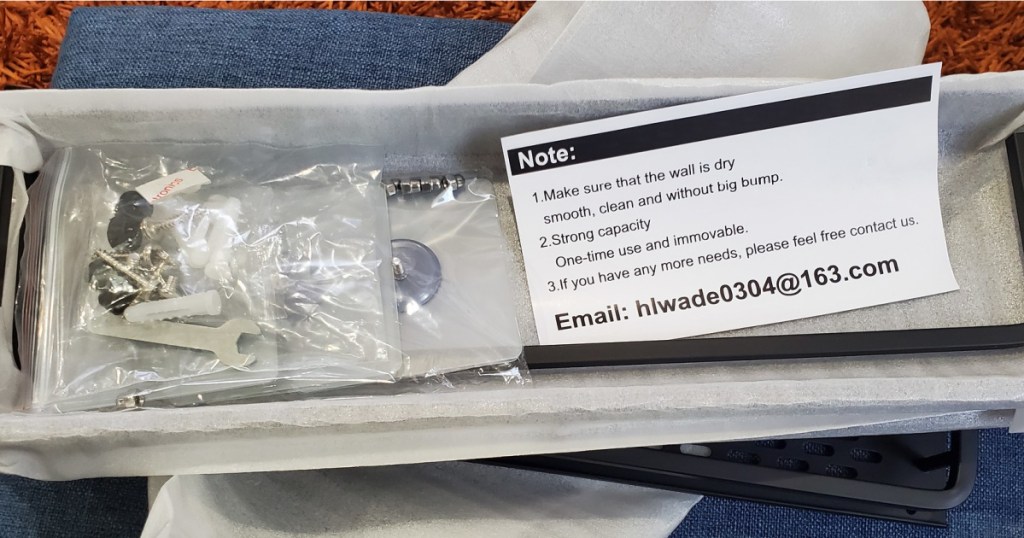 Note:
1.Make sure that the wall is dry
smooth, clean and without big bump.
2.Strong capacity
One-time use and immovable.
3.If you have any more needs, please feel free contact us.
Email: hlwade0304@163.com